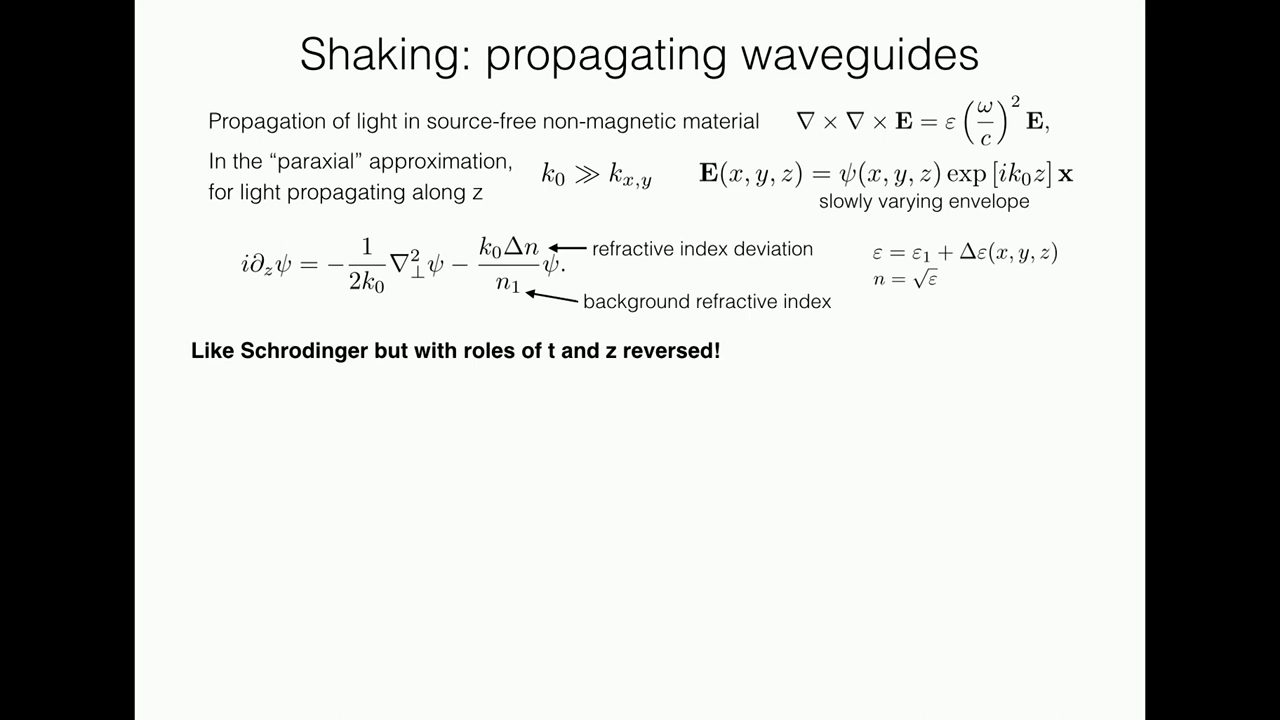 Shaking: propagating waveguides
Propagation of light in source-free non-magnetic material ∇ × ∇ × E = ε (ω/c)² E,
In the “paraxial” approximation,
for light propagating along z
k₀ ≫ kₓ,ᵧ
E(x, y, z) = ψ(x, y, z) exp [ik₀z] x
slowly varying envelope
i∂_zψ = −1/(2k₀) ∇²_⊥ψ − (k₀Δn/n₁) ψ.
refractive index deviation
background refractive index
ε = ε₁ + Δε(x, y, z)
n = √ε
Like Schrodinger but with roles of t and z reversed!